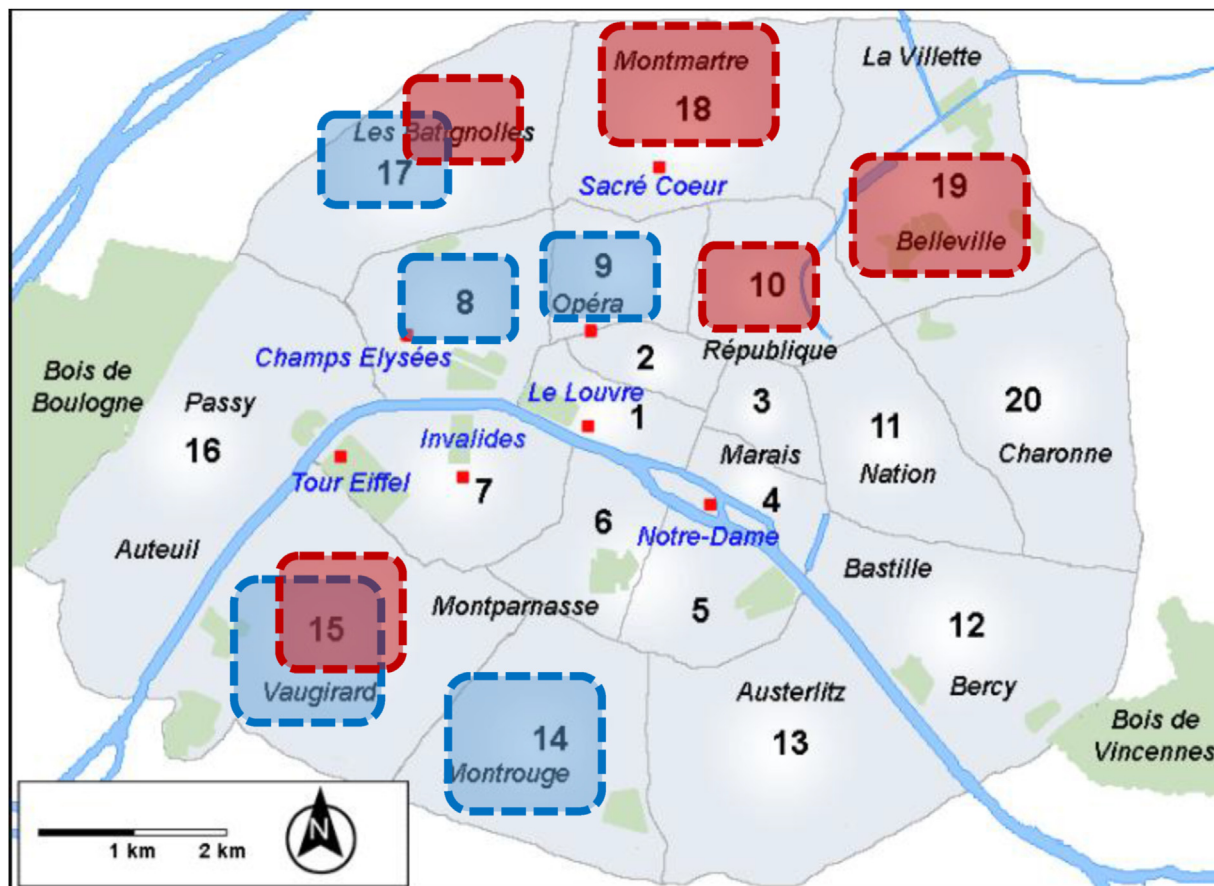 Montmartre
18
La Villette
Les Batignolles
17
Sacré Coeur
19
Belleville
9
Opéra
8
10
Champs Elysées
République
2
Bois de
Boulogne
Passy
16
Le Louvre
1
3
Marais
11
Nation
20
Charonne
Invalides
7
Tour Eiffel
4
Notre-Dame
6
Auteuil
Bastille
5
12
Bercy
Montparnasse
15
Vaugirard
14
Montrouge
Austerlitz
13
Bois de
Vincennes
1 km 2 km
N